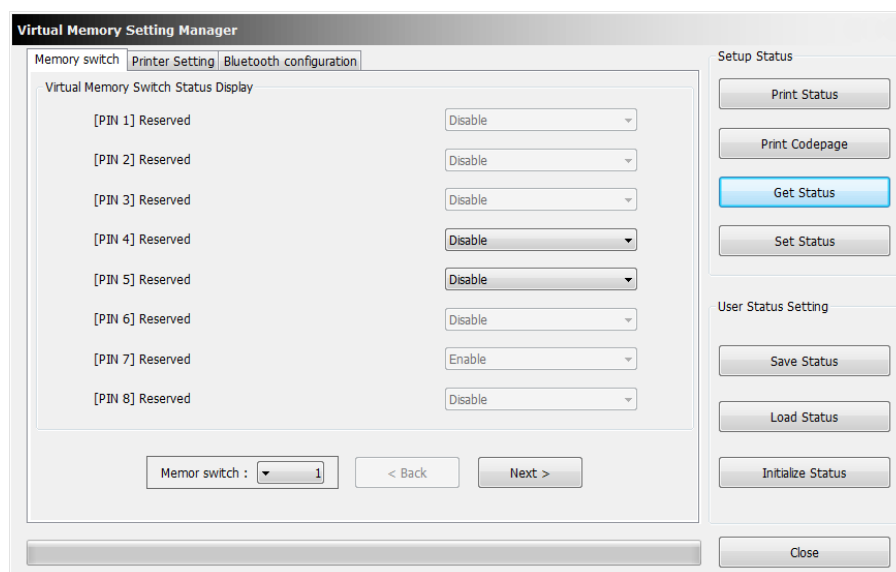 Virtual Memory Setting Manager
Memory switch Printer Setting Bluetooth configuration
Virtual Memory Switch Status Display
[PIN 1] Reserved Disable
[PIN 2] Reserved Disable
[PIN 3] Reserved Disable
[PIN 4] Reserved Disable
[PIN 5] Reserved Disable
[PIN 6] Reserved Disable
[PIN 7] Reserved Enable
[PIN 8] Reserved Disable
Memor switch : 1 < Back Next >
Setup Status
Print Status
Print Codepage
Get Status
Set Status
User Status Setting
Save Status
Load Status
Initialize Status
Close